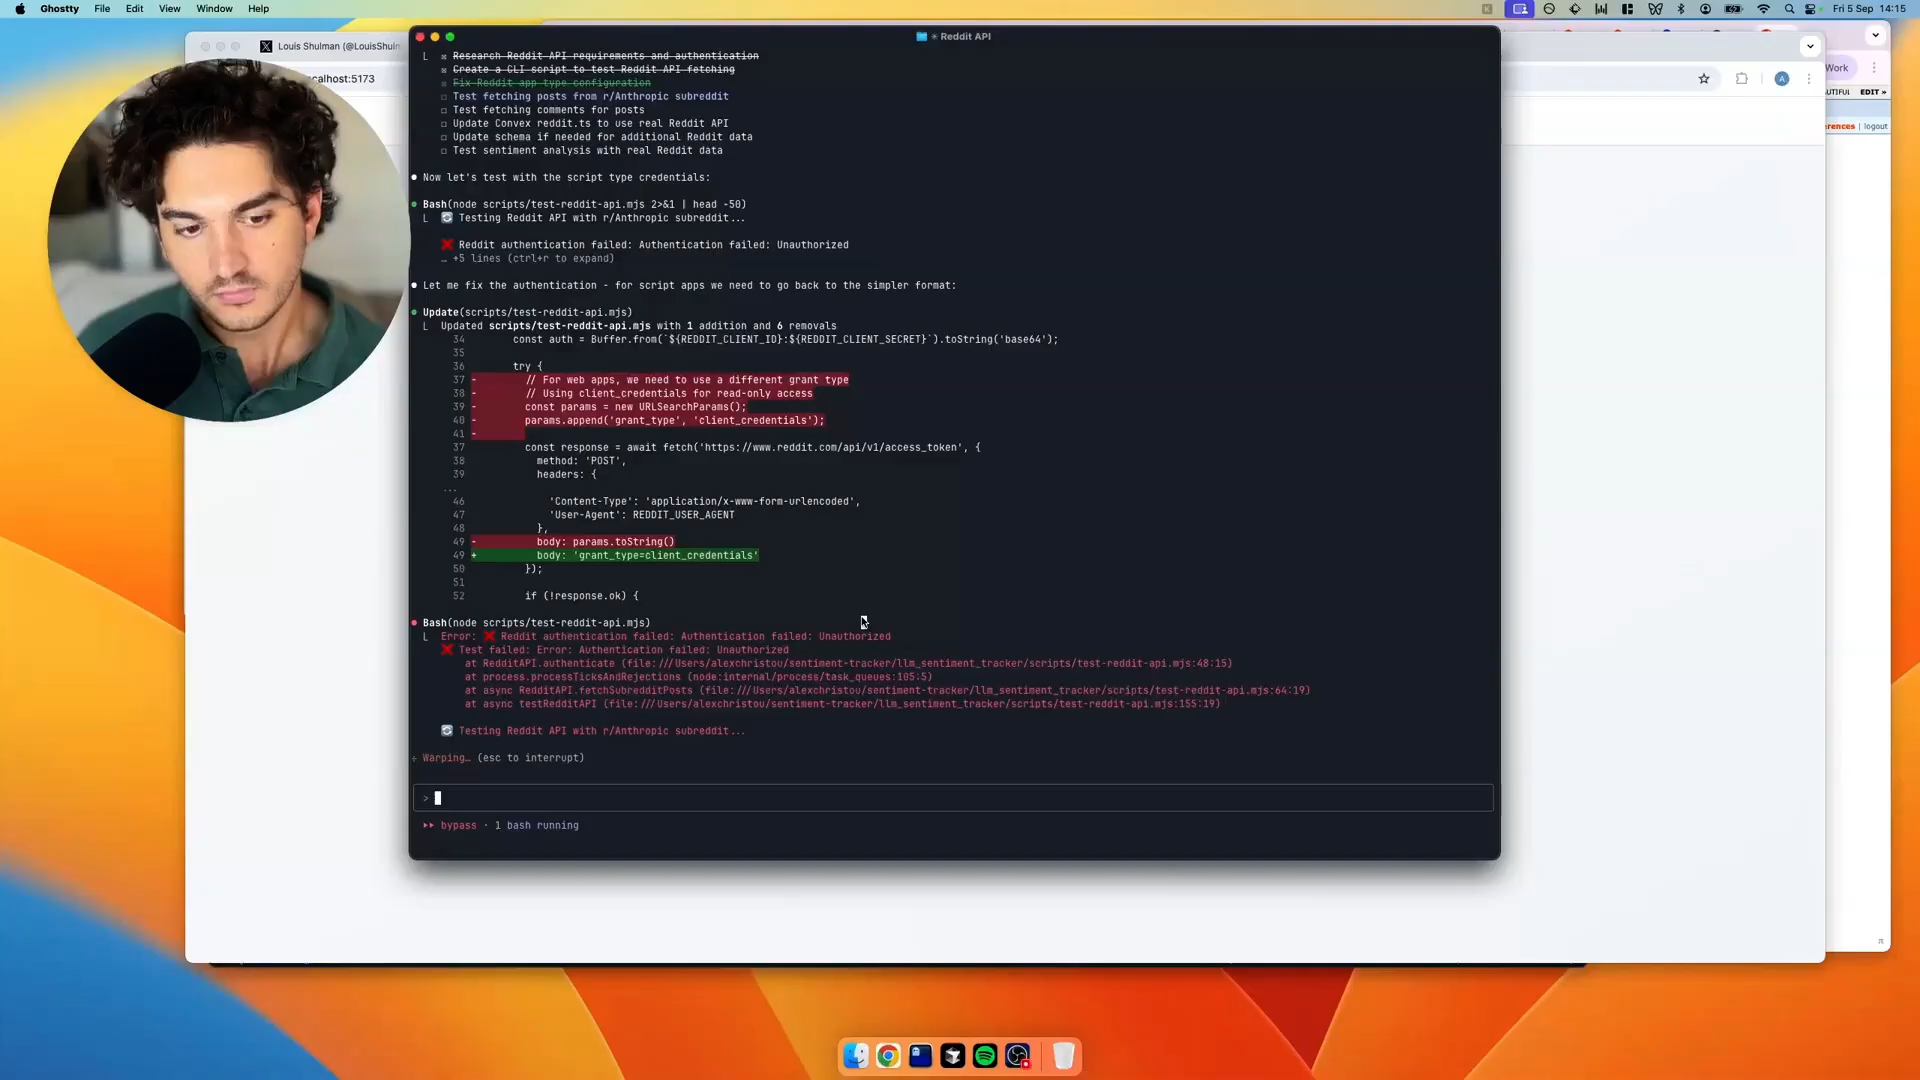 Ghostty File Edit View Window Help
Fri 5 Sep 14:15
Louis Shulman
Reddit API
calhost:5173
Work
EDIT »
logout
☒ Research Reddit API requirements and authentication
☒ Create a CLI script to test Reddit API fetching
☒ Fix Reddit app type configuration
☐ Test fetching posts from r/Anthropic subreddit
☐ Test fetching comments for posts
☐ Update Convex reddit.ts to use real Reddit API
☐ Update schema if needed for additional Reddit data
☐ Test sentiment analysis with real Reddit data
● Now let's test with the script type credentials:
● Bash(node scripts/test-reddit-api.mjs 2>&1 | head -50)
Testing Reddit API with r/Anthropic subreddit...
❌ Reddit authentication failed: Authentication failed: Unauthorized
… +5 lines (ctrl+r to expand)
● Let me fix the authentication - for script apps we need to go back to the simpler format:
● Update(scripts/test-reddit-api.mjs)
Updated scripts/test-reddit-api.mjs with 1 addition and 6 removals
34 const auth = Buffer.from(`${REDDIT_CLIENT_ID}:${REDDIT_CLIENT_SECRET}`).toString('base64');
35
36 try {
37 - // For web apps, we need to use a different grant type
38 - // Using client_credentials for read-only access
39 - const params = new URLSearchParams();
40 - params.append('grant_type', 'client_credentials');
41 -
37 const response = await fetch('https://www.reddit.com/api/v1/access_token', {
38 method: 'POST',
39 headers: {
...
46 'Content-Type': 'application/x-www-form-urlencoded',
47 'User-Agent': REDDIT_USER_AGENT
48 },
49 - body: params.toString()
49 + body: 'grant_type=client_credentials'
50 });
51
52 if (!response.ok) {
● Bash(node scripts/test-reddit-api.mjs)
Error: ❌ Reddit authentication failed: Authentication failed: Unauthorized
❌ Test failed: Error: Authentication failed: Unauthorized
at RedditAPI.authenticate (file:///Users/alexchristou/sentiment-tracker/llm_sentiment_tracker/scripts/test-reddit-api.mjs:48:15)
at process.processTicksAndRejections (node:internal/process/task_queues:105:5)
at async RedditAPI.fetchSubredditPosts (file:///Users/alexchristou/sentiment-tracker/llm_sentiment_tracker/scripts/test-reddit-api.mjs:64:19)
at async testRedditAPI (file:///Users/alexchristou/sentiment-tracker/llm_sentiment_tracker/scripts/test-reddit-api.mjs:155:19)
Testing Reddit API with r/Anthropic subreddit...
Warping… (esc to interrupt)
>
bypass · 1 bash running